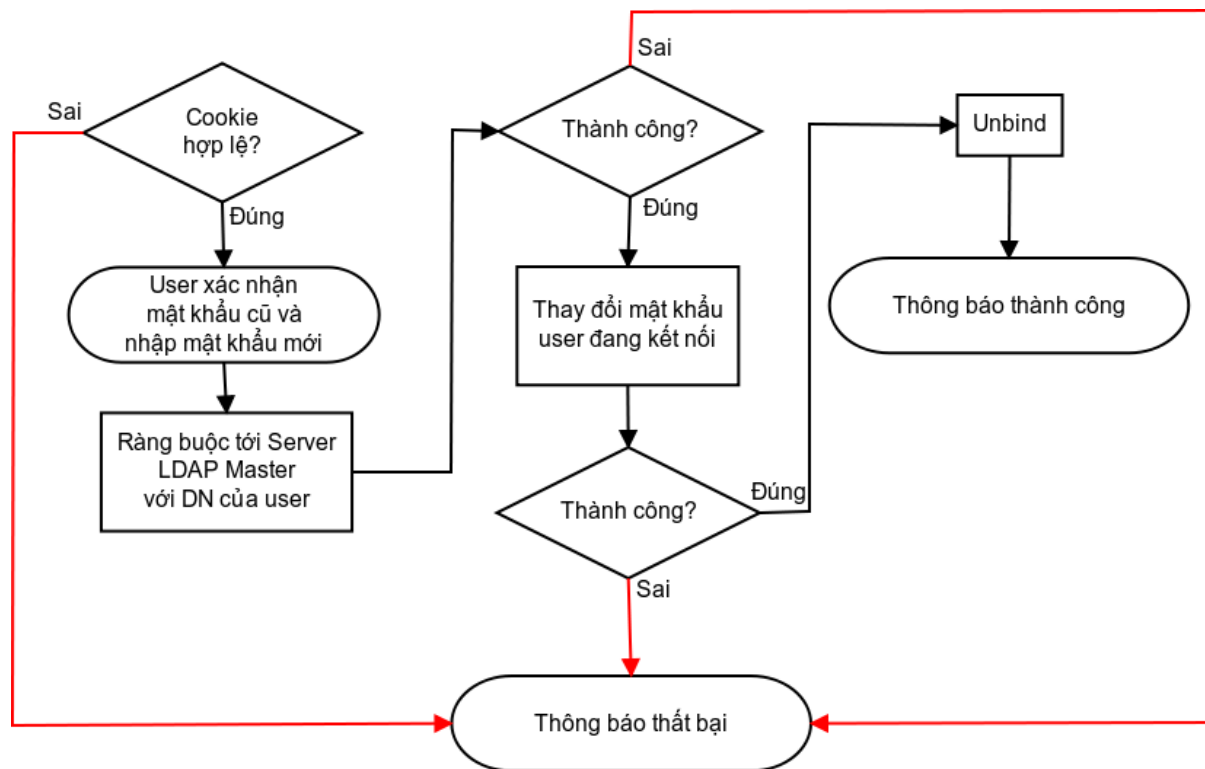 Sai
Cookie
hợp lệ?
Đúng
User xác nhận
mật khẩu cũ và
nhập mật khẩu mới
Ràng buộc tới Server
LDAP Master
với DN của user
Sai
Thành công?
Đúng
Thay đổi mật khẩu
user đang kết nối
Thành công?
Đúng
Sai
Unbind
Thông báo thành công
Thông báo thất bại